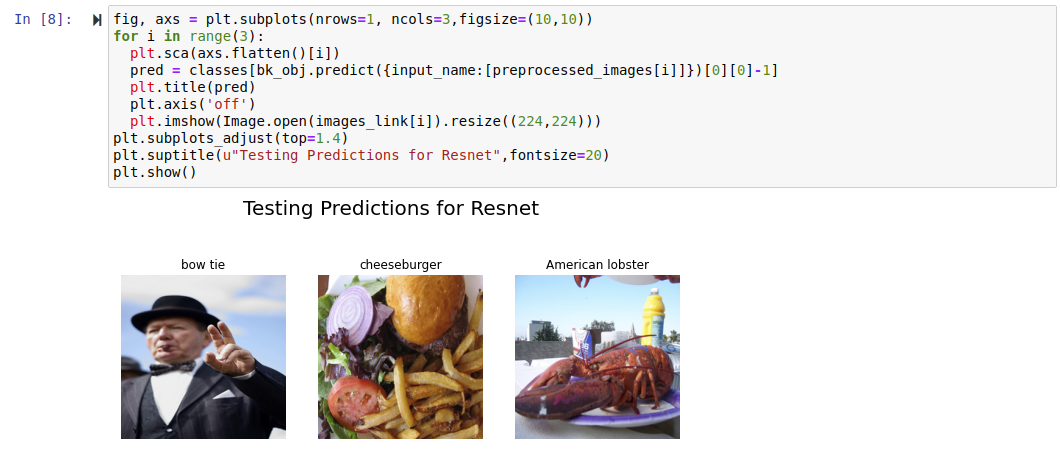 In [8]:
fig, axs = plt.subplots(nrows=1, ncols=3,figsize=(10,10))
for i in range(3):
  plt.sca(axs.flatten()[i])
  pred = classes[bk_obj.predict({input_name:[preprocessed_images[i]]})[0][0]-1]
  plt.title(pred)
  plt.axis('off')
  plt.imshow(Image.open(images_link[i]).resize((224,224)))
plt.subplots_adjust(top=1.4)
plt.suptitle(u"Testing Predictions for Resnet",fontsize=20)
plt.show()
Testing Predictions for Resnet
bow tie
cheeseburger
American lobster